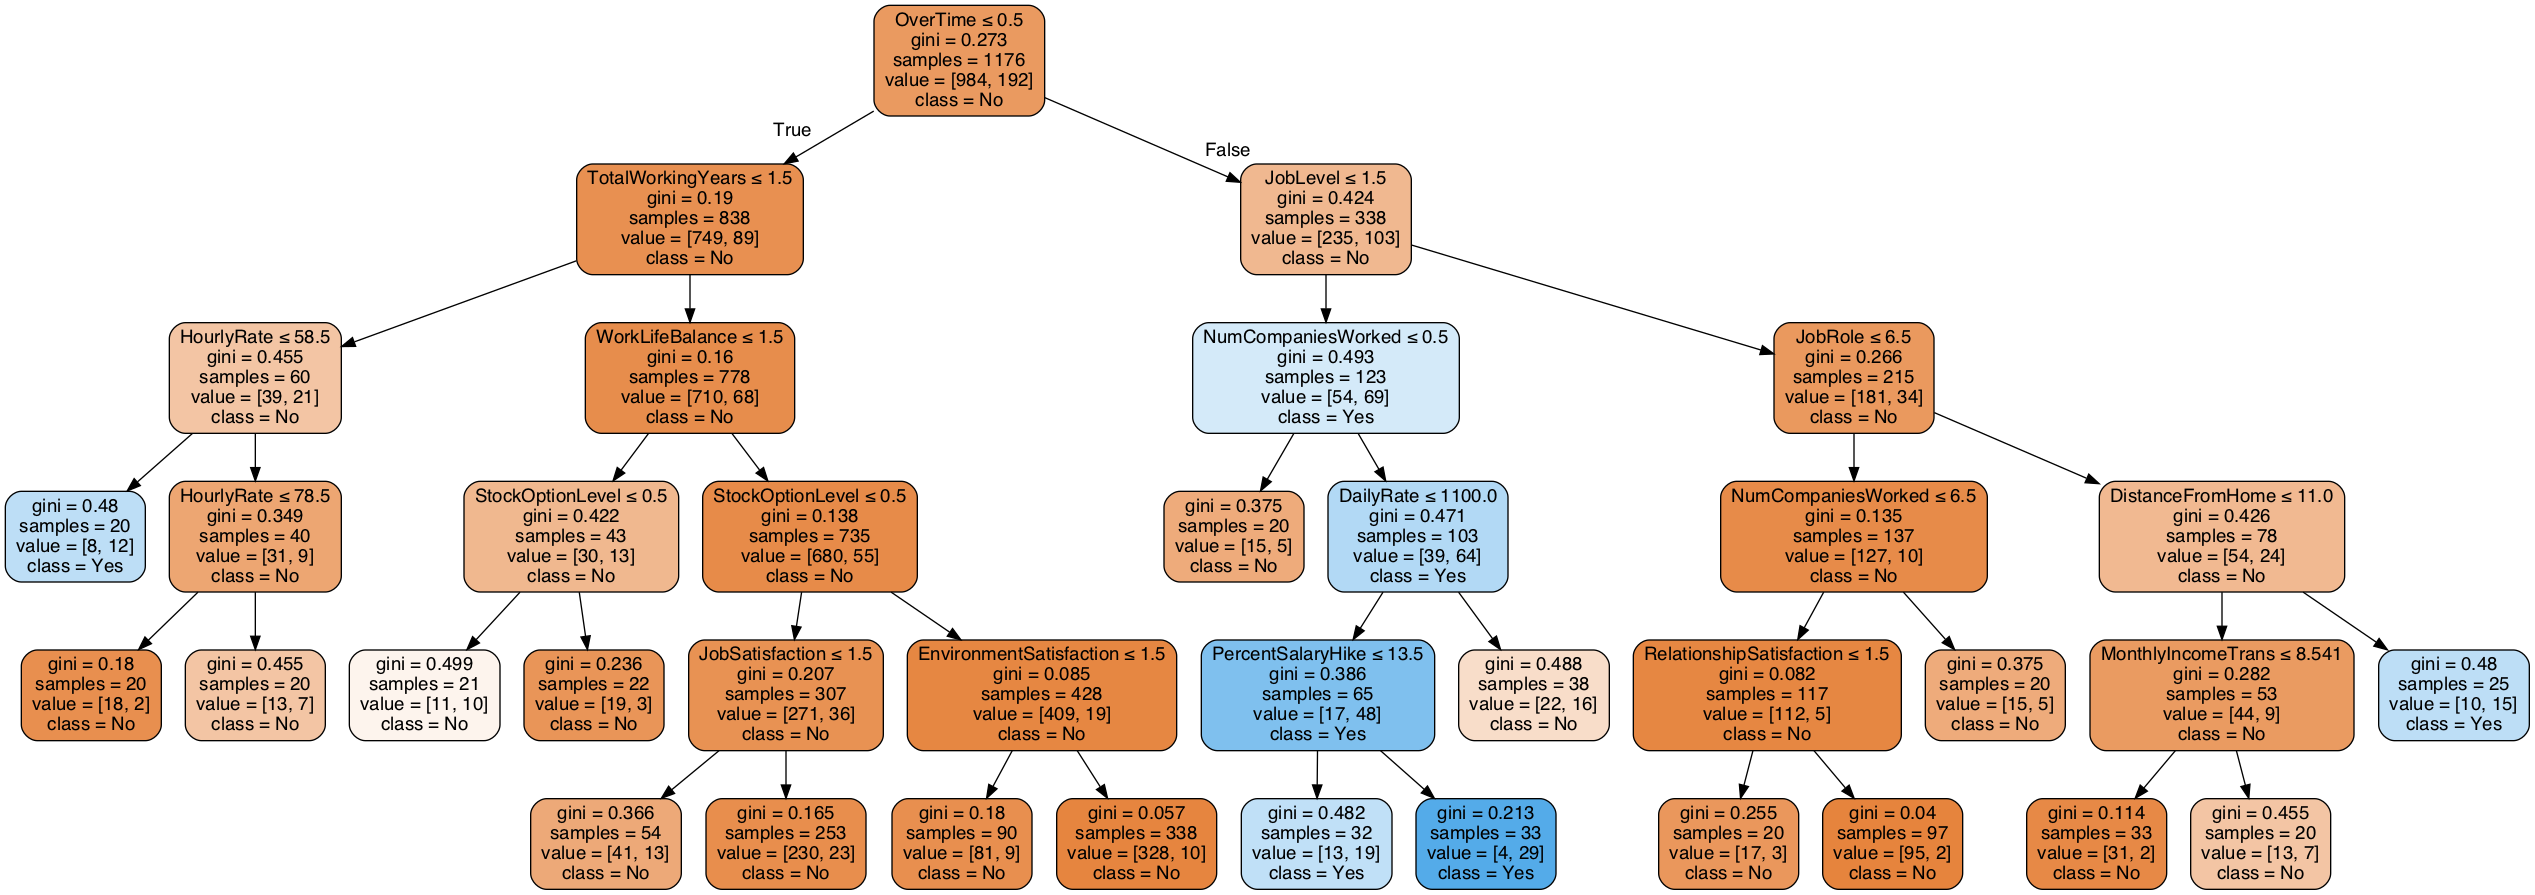 OverTime ≤ 0.5
gini = 0.273
samples = 1176
value = [984, 192]
class = No
True
False
TotalWorkingYears ≤ 1.5
gini = 0.19
samples = 838
value = [749, 89]
class = No
JobLevel ≤ 1.5
gini = 0.424
samples = 338
value = [235, 103]
class = No
HourlyRate ≤ 58.5
gini = 0.455
samples = 60
value = [39, 21]
class = No
WorkLifeBalance ≤ 1.5
gini = 0.16
samples = 778
value = [710, 68]
class = No
NumCompaniesWorked ≤ 0.5
gini = 0.493
samples = 123
value = [54, 69]
class = Yes
JobRole ≤ 6.5
gini = 0.266
samples = 215
value = [181, 34]
class = No
gini = 0.48
samples = 20
value = [8, 12]
class = Yes
HourlyRate ≤ 78.5
gini = 0.349
samples = 40
value = [31, 9]
class = No
StockOptionLevel ≤ 0.5
gini = 0.422
samples = 43
value = [30, 13]
class = No
StockOptionLevel ≤ 0.5
gini = 0.138
samples = 735
value = [680, 55]
class = No
gini = 0.375
samples = 20
value = [15, 5]
class = No
DailyRate ≤ 1100.0
gini = 0.471
samples = 103
value = [39, 64]
class = Yes
NumCompaniesWorked ≤ 6.5
gini = 0.135
samples = 137
value = [127, 10]
class = No
DistanceFromHome ≤ 11.0
gini = 0.426
samples = 78
value = [54, 24]
class = No
gini = 0.18
samples = 20
value = [18, 2]
class = No
gini = 0.455
samples = 20
value = [13, 7]
class = No
gini = 0.499
samples = 21
value = [11, 10]
class = No
gini = 0.236
samples = 22
value = [19, 3]
class = No
JobSatisfaction ≤ 1.5
gini = 0.207
samples = 307
value = [271, 36]
class = No
EnvironmentSatisfaction ≤ 1.5
gini = 0.085
samples = 428
value = [409, 19]
class = No
PercentSalaryHike ≤ 13.5
gini = 0.386
samples = 65
value = [17, 48]
class = Yes
gini = 0.488
samples = 38
value = [22, 16]
class = No
RelationshipSatisfaction ≤ 1.5
gini = 0.082
samples = 117
value = [112, 5]
class = No
gini = 0.375
samples = 20
value = [15, 5]
class = No
MonthlyIncomeTrans ≤ 8.541
gini = 0.282
samples = 53
value = [44, 9]
class = No
gini = 0.48
samples = 25
value = [10, 15]
class = Yes
gini = 0.366
samples = 54
value = [41, 13]
class = No
gini = 0.165
samples = 253
value = [230, 23]
class = No
gini = 0.18
samples = 90
value = [81, 9]
class = No
gini = 0.057
samples = 338
value = [328, 10]
class = No
gini = 0.482
samples = 32
value = [13, 19]
class = Yes
gini = 0.213
samples = 33
value = [4, 29]
class = Yes
gini = 0.255
samples = 20
value = [17, 3]
class = No
gini = 0.04
samples = 97
value = [95, 2]
class = No
gini = 0.114
samples = 33
value = [31, 2]
class = No
gini = 0.455
samples = 20
value = [13, 7]
class = No